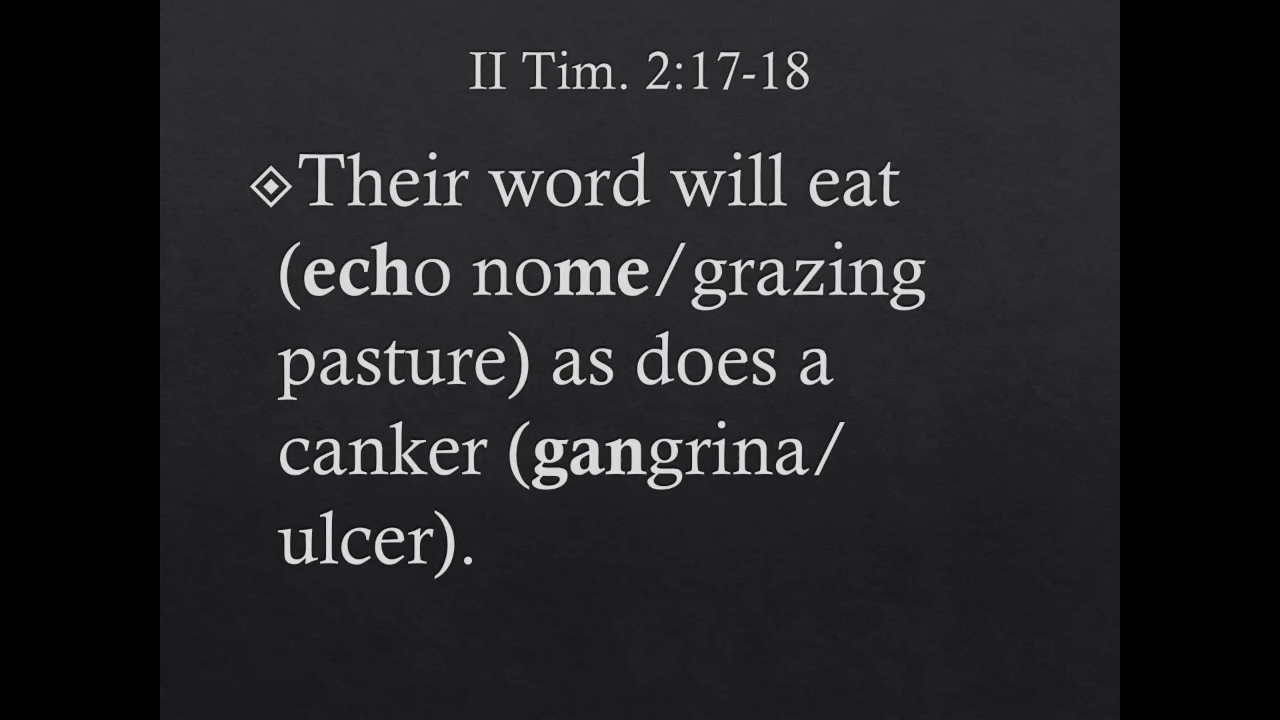 II Tim. 2:17-18
Their word will eat
(echo nome/grazing
pasture) as does a
canker (gangrina/
ulcer).